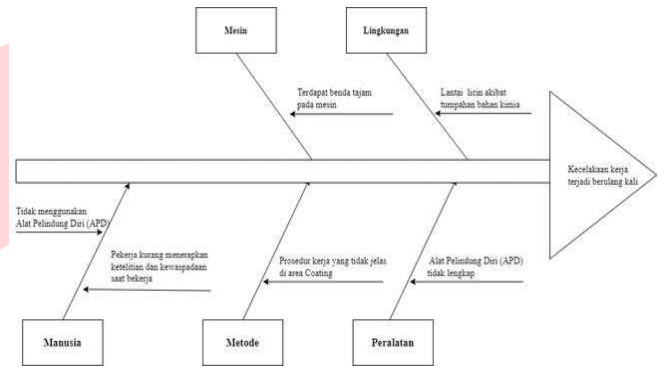 Mesin
Lingkungan
Terdapat benda tajam
pada mesin
Lantai licin akibat
tumpahan bahan kimia
Kecelakaan kerja
terjadi berulang kali
Tidak menggunakan
Alat Pelindung Diri (APD)
Pekerja kurang menerapkan
ketelitian dan kewaspadaan
saat bekerja
Prosedur kerja yang tidak jelas
di area Coating
Alat Pelindung Diri (APD)
tidak lengkap
Manusia
Metode
Peralatan